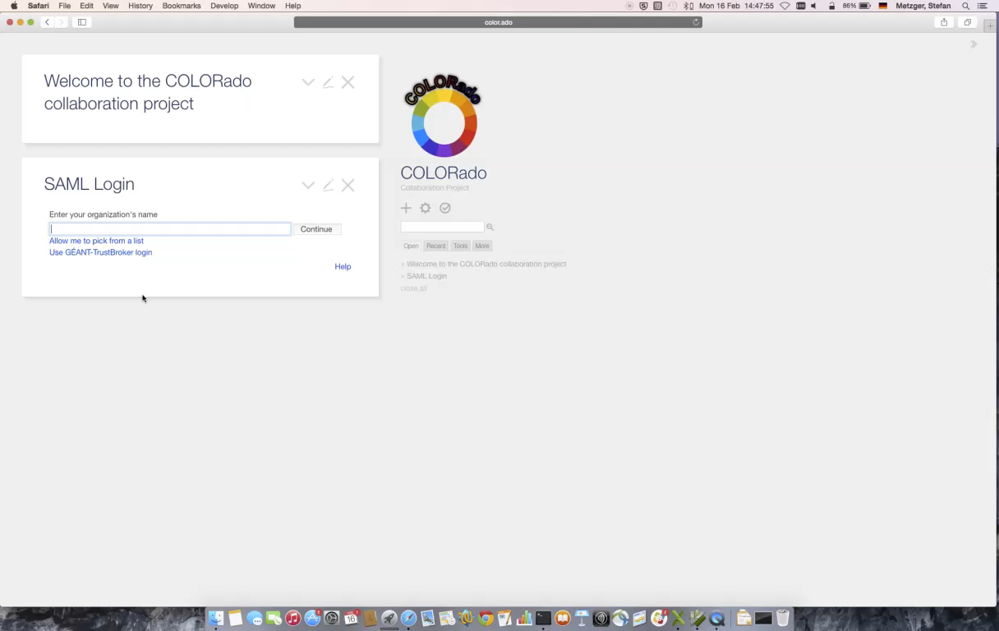 Safari File Edit View History Bookmarks Develop Window Help
86% Mon 16 Feb 14:47:55 Metzger, Stefan
color.ado
Welcome to the COLORado
collaboration project
SAML Login
Enter your organization's name
Continue
Allow me to pick from a list
Use GÉANT-TrustBroker login
Help
COLORado
COLORado
Collaboration Project
Open Recent Tools More
× Welcome to the COLORado collaboration project
× SAML Login
close all
16